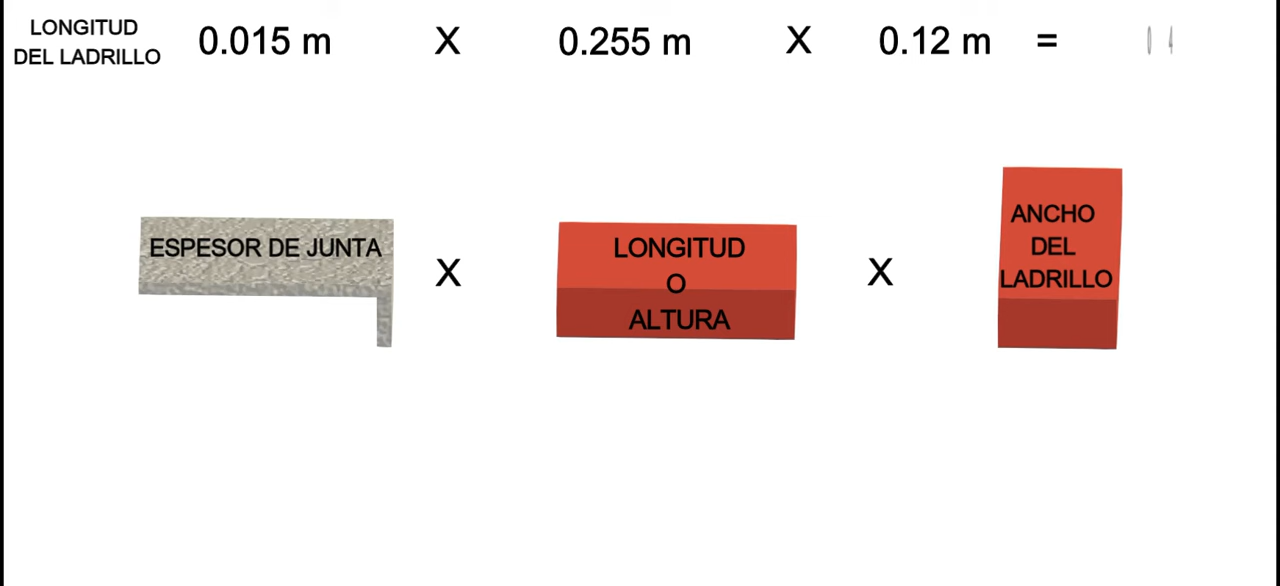 LONGITUD
DEL LADRILLO
0.015 m X 0.255 m X 0.12 m =
ESPESOR DE JUNTA
X
LONGITUD
O
ALTURA
X
ANCHO
DEL
LADRILLO